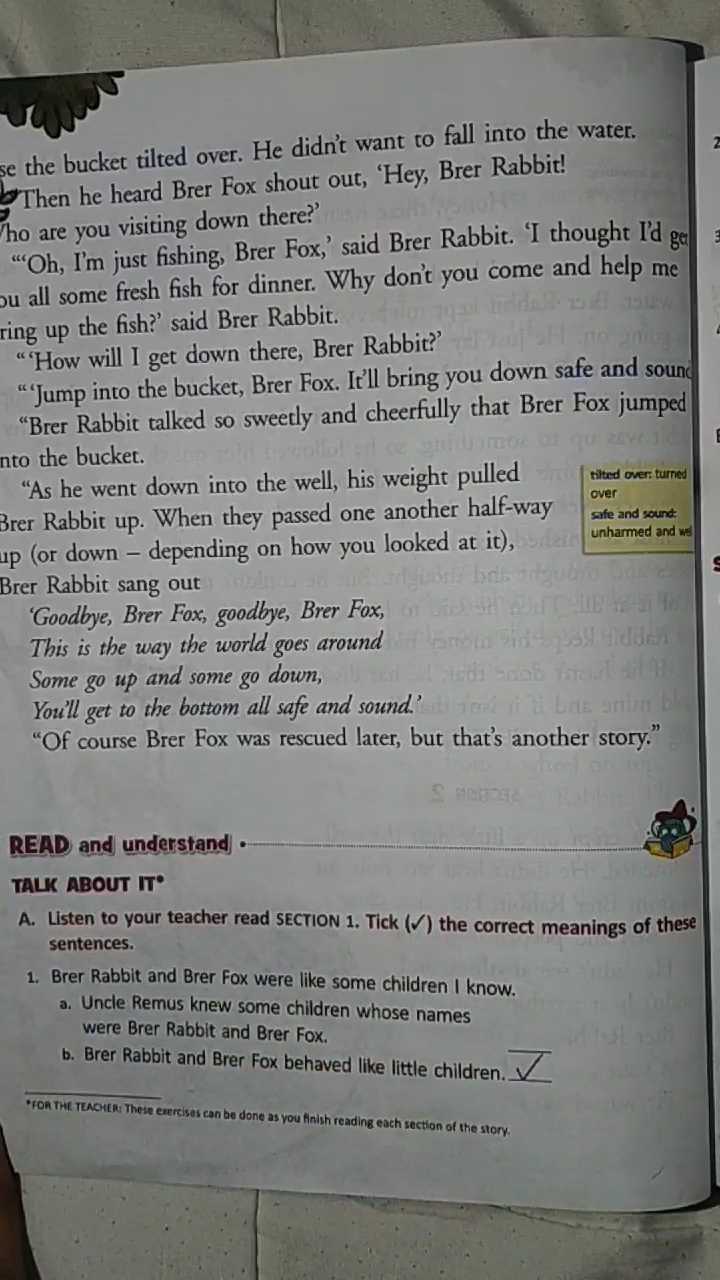 se the bucket tilted over. He didn't want to fall into the water.
Then he heard Brer Fox shout out, 'Hey, Brer Rabbit!
Who are you visiting down there?'
"'Oh, I'm just fishing, Brer Fox,' said Brer Rabbit. 'I thought I'd get
ou all some fresh fish for dinner. Why don't you come and help me
ring up the fish?' said Brer Rabbit.
"'How will I get down there, Brer Rabbit?'
"'Jump into the bucket, Brer Fox. It'll bring you down safe and sound
"Brer Rabbit talked so sweetly and cheerfully that Brer Fox jumped
nto the bucket.
"As he went down into the well, his weight pulled
Brer Rabbit up. When they passed one another half-way
up (or down – depending on how you looked at it),
Brer Rabbit sang out
'Goodbye, Brer Fox, goodbye, Brer Fox,
This is the way the world goes around
Some go up and some go down,
You'll get to the bottom all safe and sound.'
"Of course Brer Fox was rescued later, but that's another story."
tilted over: turned
over
safe and sound:
unharmed and we
READ and understand
TALK ABOUT IT*
A. Listen to your teacher read SECTION 1. Tick (✓) the correct meanings of these
sentences.
1. Brer Rabbit and Brer Fox were like some children I know.
a. Uncle Remus knew some children whose names
were Brer Rabbit and Brer Fox.
b. Brer Rabbit and Brer Fox behaved like little children. ✓
*FOR THE TEACHER: These exercises can be done as you finish reading each section of the story.